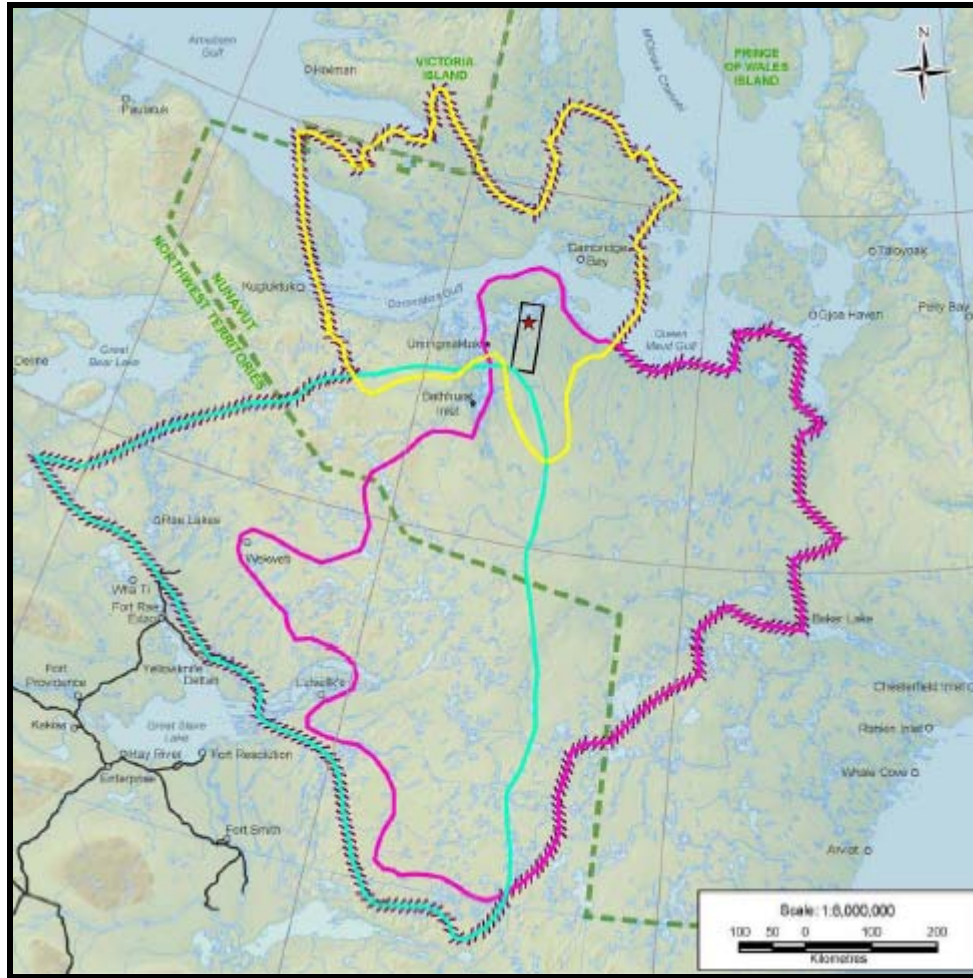 Amundsen
Gulf
Holman
VICTORIA
ISLAND
M'Clintock Channel
PRINCE
OF WALES
ISLAND
N
Paulatuk
NUNAVUT
NORTHWEST TERRITORIES
Cambridge
Bay
Taloyoak
Kugluktuk
Coronation Gulf
Pelly Bay
Gjoa Haven
Queen
Maud Gulf
Umingmaktok
Deline
Great
Bear Lake
Bathurst
Inlet
Rae Lakes
Wekweti
Wha Ti
Fort Rae
Edzo
Baker Lake
Fort
Providence
Yellowknife
Dettah
Lutselk'e
Chesterfield Inlet
Kakisa
Great Slave
Lake
Rankin Inlet
Hay River
Fort Resolution
Enterprise
Whale Cove
Fort Smith
Arviat
Scale: 1:6,000,000
100 50 0 100 200
Kilometres